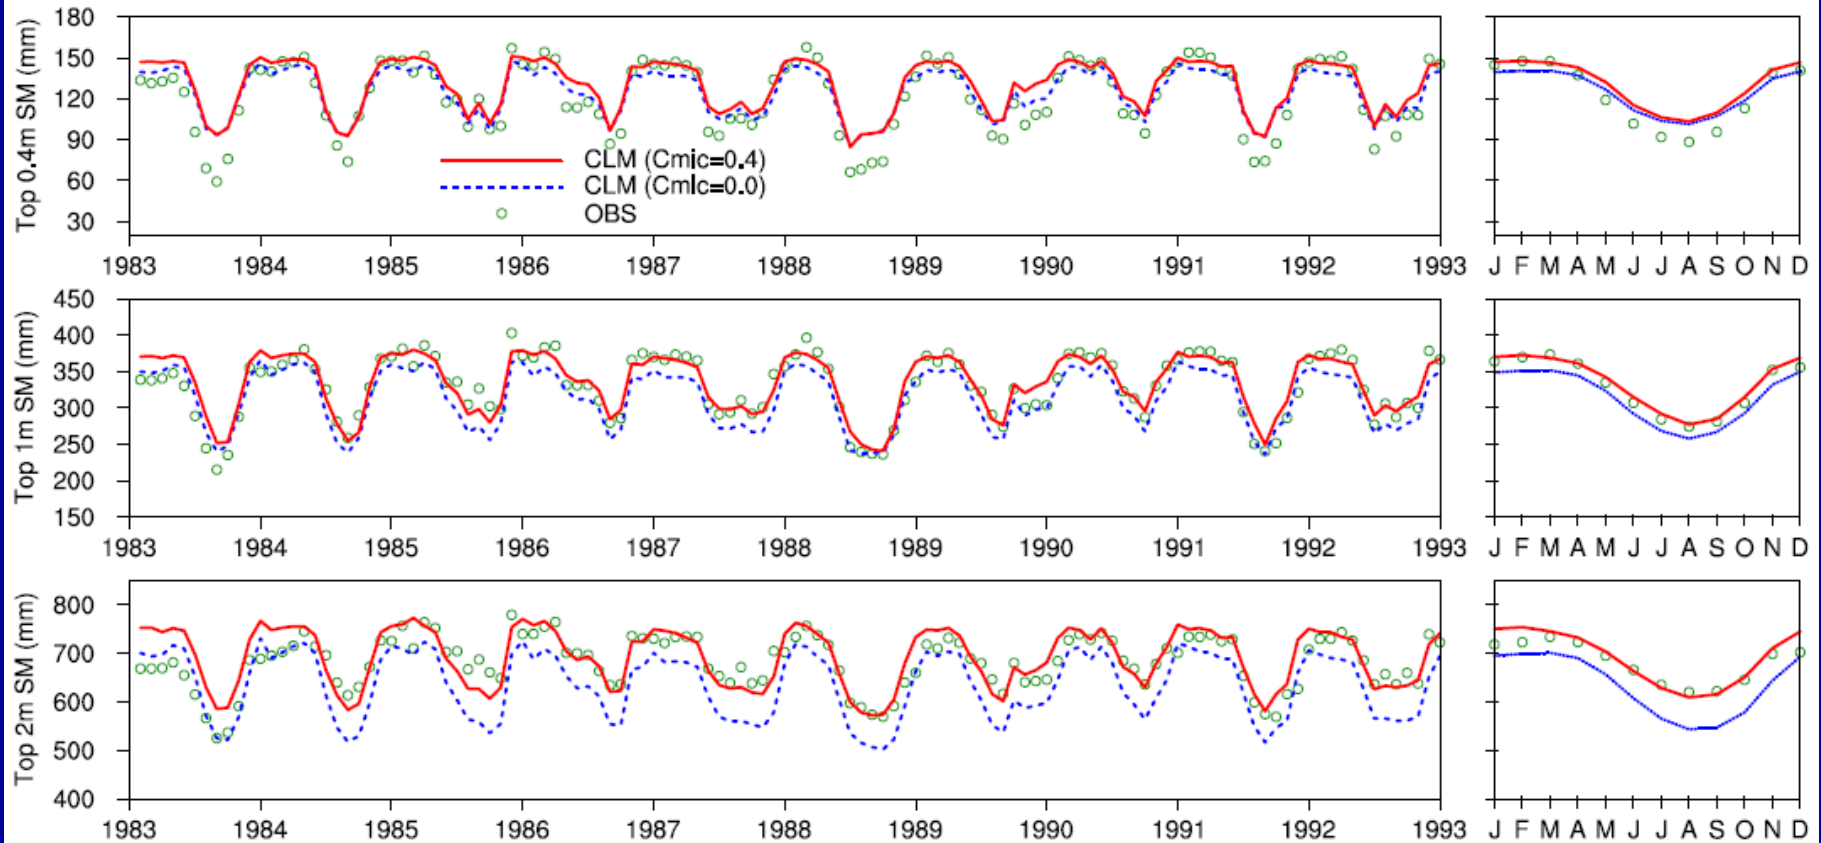 Top 0.4m SM (mm)
180
150
120
90
60
30
CLM (Cmic=0.4)
CLM (Cmic=0.0)
OBS
1983 1984 1985 1986 1987 1988 1989 1990 1991 1992 1993
J F M A M J J A S O N D
Top 1m SM (mm)
450
400
350
300
250
200
150
1983 1984 1985 1986 1987 1988 1989 1990 1991 1992 1993
J F M A M J J A S O N D
Top 2m SM (mm)
800
700
600
500
400
1983 1984 1985 1986 1987 1988 1989 1990 1991 1992 1993
J F M A M J J A S O N D